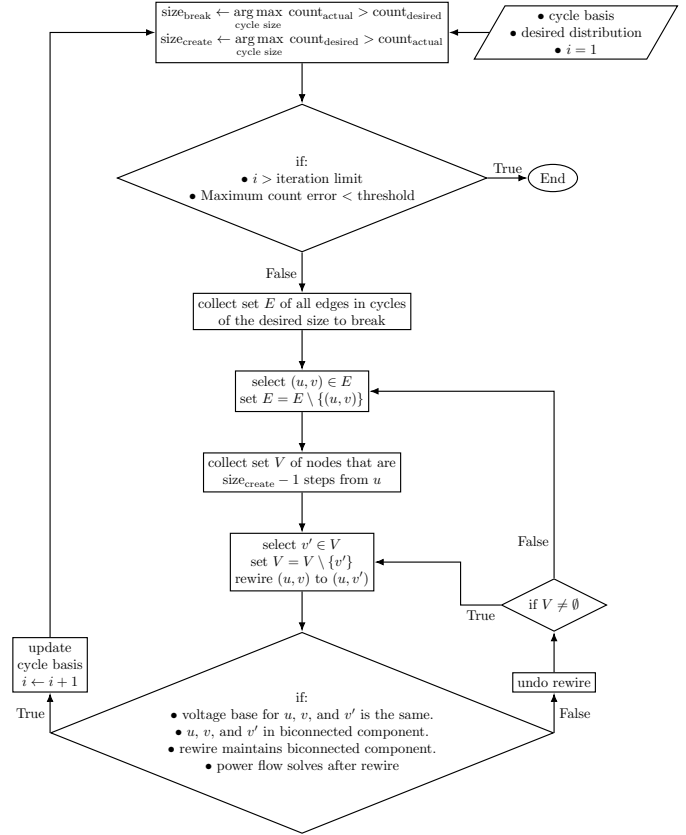 size_break ← arg max count_actual > count_desired
cycle size
size_create ← arg max count_desired > count_actual
cycle size
• cycle basis
• desired distribution
• i = 1
if:
• i > iteration limit
• Maximum count error < threshold
True
End
False
collect set E of all edges in cycles
of the desired size to break
select (u, v) ∈ E
set E = E \ {(u, v)}
collect set V of nodes that are
size_create − 1 steps from u
select v′ ∈ V
set V = V \ {v′}
rewire (u, v) to (u, v′)
False
if V ≠ ∅
True
update
cycle basis
i ← i + 1
undo rewire
True
if:
• voltage base for u, v, and v′ is the same.
• u, v, and v′ in biconnected component.
• rewire maintains biconnected component.
• power flow solves after rewire
False